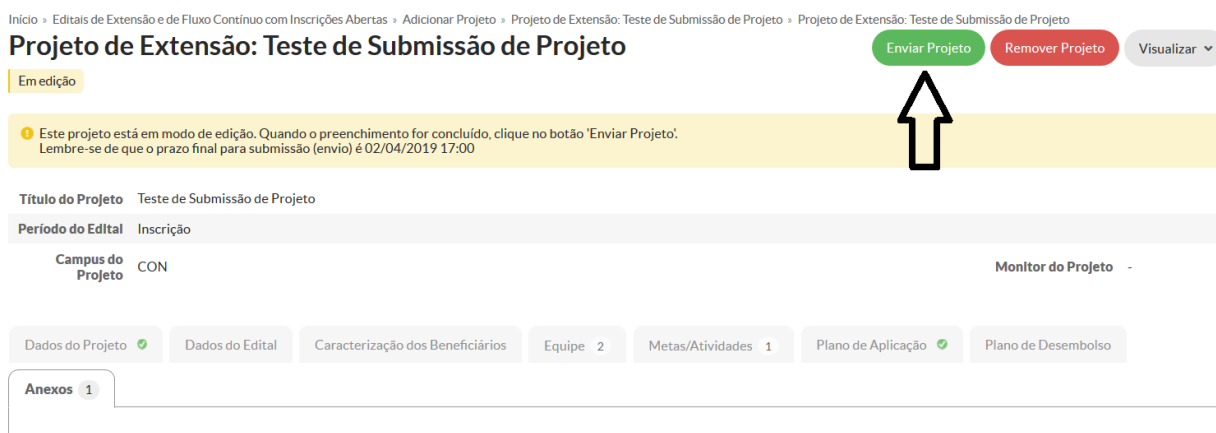 Início » Editais de Extensão e de Fluxo Contínuo com Inscrições Abertas » Adicionar Projeto » Projeto de Extensão: Teste de Submissão de Projeto » Projeto de Extensão: Teste de Submissão de Projeto
Projeto de Extensão: Teste de Submissão de Projeto
Enviar Projeto Remover Projeto Visualizar
Em edição
Este projeto está em modo de edição. Quando o preenchimento for concluído, clique no botão 'Enviar Projeto'.
Lembre-se de que o prazo final para submissão (envio) é 02/04/2019 17:00
Título do Projeto Teste de Submissão de Projeto
Período do Edital Inscrição
Campus do
Projeto CON Monitor do Projeto -
Dados do Projeto Dados do Edital Caracterização dos Beneficiários Equipe 2 Metas/Atividades 1 Plano de Aplicação Plano de Desembolso
Anexos 1